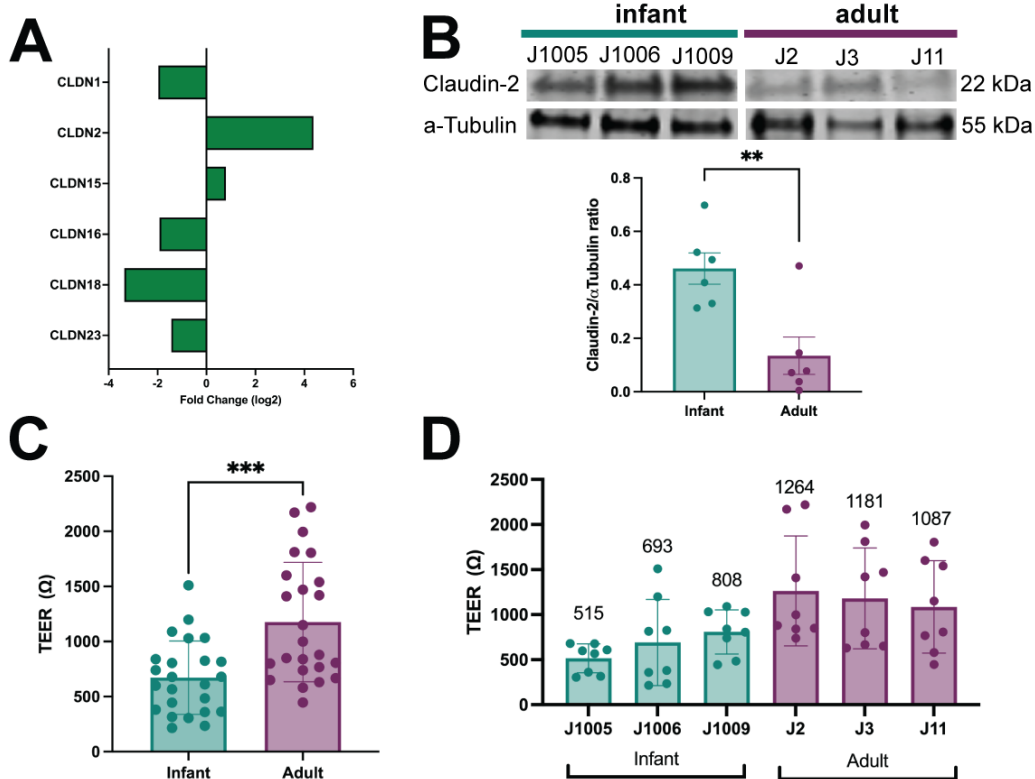 A
CLDN1
CLDN2
CLDN15
CLDN16
CLDN18
CLDN23
-4 -2 0 2 4 6
Fold Change (log2)
B
infant adult
J1005 J1006 J1009 J2 J3 J11
Claudin-2 22 kDa
a-Tubulin 55 kDa
**
Claudin-2/αTubulin ratio
0.8
0.6
0.4
0.2
0.0
Infant Adult
C
***
TEER (Ω)
2500
2000
1500
1000
500
0
Infant Adult
D
TEER (Ω)
2500
2000
1500
1000
500
0
515 693 808 1264 1181 1087
J1005 J1006 J1009 J2 J3 J11
Infant Adult